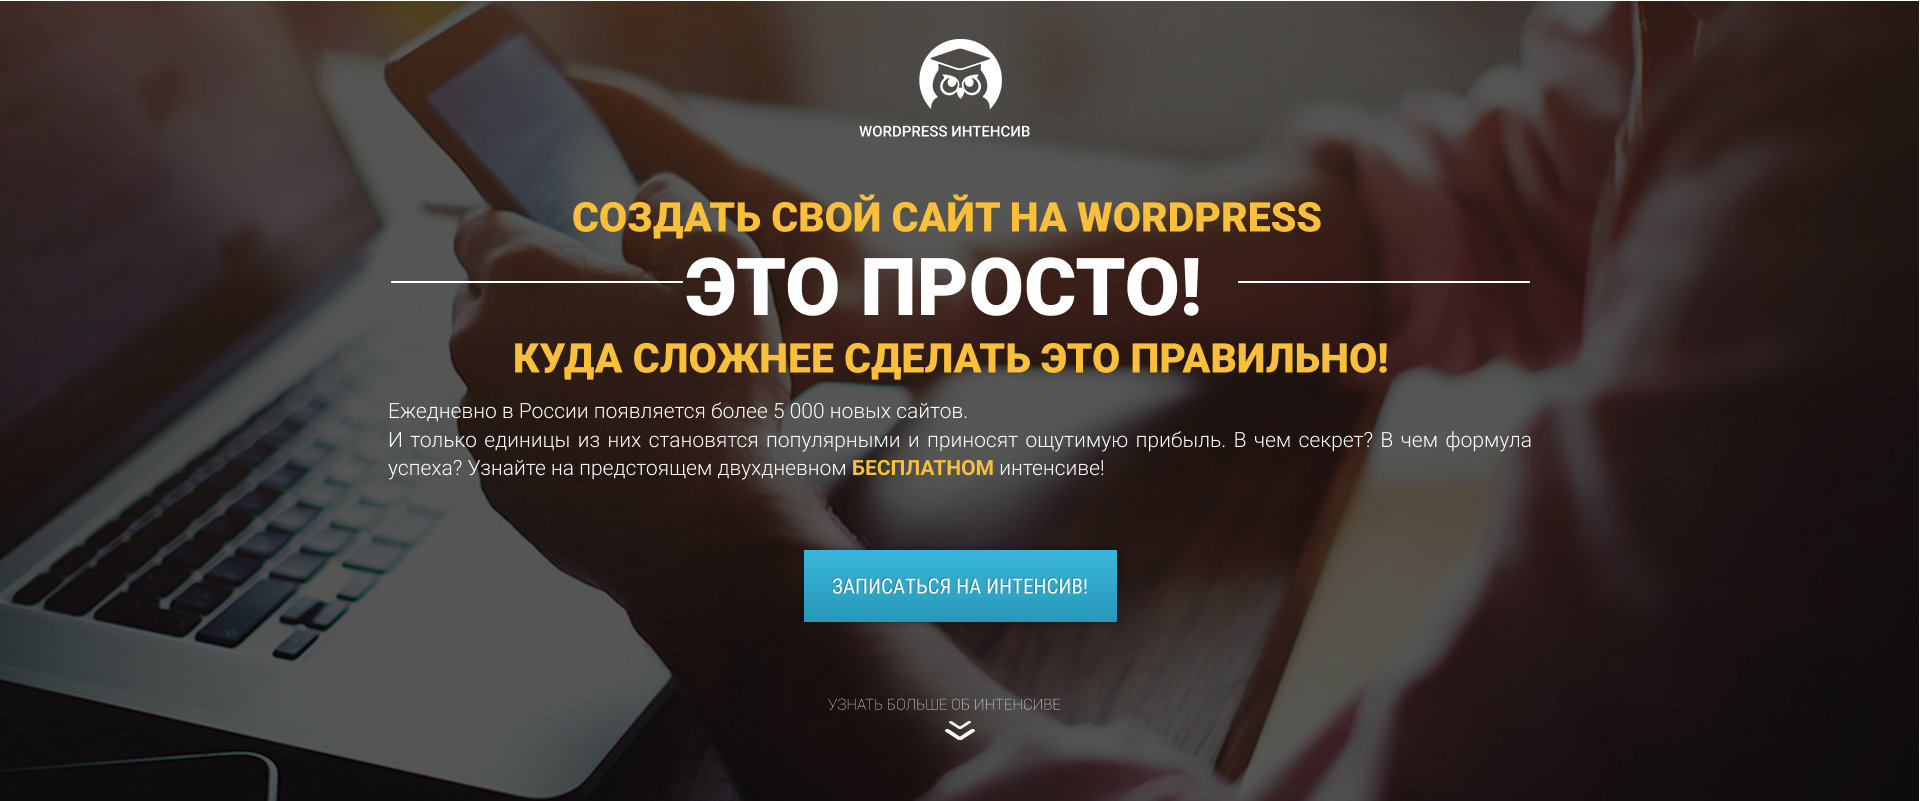 WORDPRESS ИНТЕНСИВ
СОЗДАТЬ СВОЙ САЙТ НА WORDPRESS
ЭТО ПРОСТО!
КУДА СЛОЖНЕЕ СДЕЛАТЬ ЭТО ПРАВИЛЬНО!
Ежедневно в России появляется более 5 000 новых сайтов.
И только единицы из них становятся популярными и приносят ощутимую прибыль. В чем секрет? В чем формула
успеха? Узнайте на предстоящем двухдневном БЕСПЛАТНОМ интенсиве!
ЗАПИСАТЬСЯ НА ИНТЕНСИВ!
УЗНАТЬ БОЛЬШЕ ОБ ИНТЕНСИВЕ